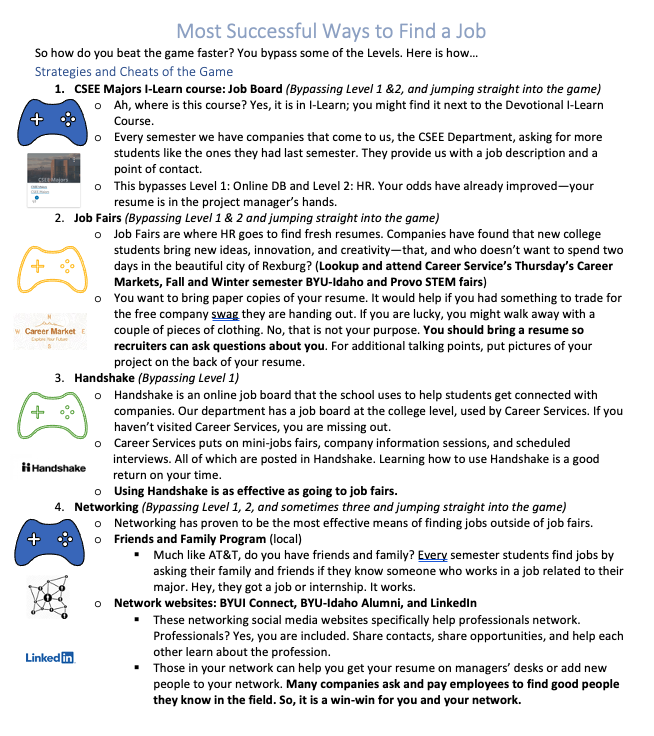 Most Successful Ways to Find a Job
So how do you beat the game faster? You bypass some of the Levels. Here is how…
Strategies and Cheats of the Game
1. CSEE Majors I-Learn course: Job Board (Bypassing Level 1 &2, and jumping straight into the game)
o Ah, where is this course? Yes, it is in I-Learn; you might find it next to the Devotional I-Learn
Course.
o Every semester we have companies that come to us, the CSEE Department, asking for more
students like the ones they had last semester. They provide us with a job description and a
point of contact.
CSEE Majors
o This bypasses Level 1: Online DB and Level 2: HR. Your odds have already improved—your
resume is in the project manager's hands.
2. Job Fairs (Bypassing Level 1 & 2 and jumping straight into the game)
o Job Fairs are where HR goes to find fresh resumes. Companies have found that new college
students bring new ideas, innovation, and creativity—that, and who doesn't want to spend two
days in the beautiful city of Rexburg? (Lookup and attend Career Service's Thursday's Career
Markets, Fall and Winter semester BYU-Idaho and Provo STEM fairs)
o You want to bring paper copies of your resume. It would help if you had something to trade for
the free company swag they are handing out. If you are lucky, you might walk away with a
couple of pieces of clothing. No, that is not your purpose. You should bring a resume so
recruiters can ask questions about you. For additional talking points, put pictures of your
project on the back of your resume.
N
W Career Market E
Explore Your Future
S
3. Handshake (Bypassing Level 1)
o Handshake is an online job board that the school uses to help students get connected with
companies. Our department has a job board at the college level, used by Career Services. If you
haven't visited Career Services, you are missing out.
o Career Services puts on mini-jobs fairs, company information sessions, and scheduled
interviews. All of which are posted in Handshake. Learning how to use Handshake is a good
return on your time.
Handshake
o Using Handshake is as effective as going to job fairs.
4. Networking (Bypassing Level 1, 2, and sometimes three and jumping straight into the game)
o Networking has proven to be the most effective means of finding jobs outside of job fairs.
o Friends and Family Program (local)
▪ Much like AT&T, do you have friends and family? Every semester students find jobs by
asking their family and friends if they know someone who works in a job related to their
major. Hey, they got a job or internship. It works.
o Network websites: BYUI Connect, BYU-Idaho Alumni, and LinkedIn
▪ These networking social media websites specifically help professionals network.
Professionals? Yes, you are included. Share contacts, share opportunities, and help each
other learn about the profession.
Linked in
▪ Those in your network can help you get your resume on managers' desks or add new
people to your network. Many companies ask and pay employees to find good people
they know in the field. So, it is a win-win for you and your network.